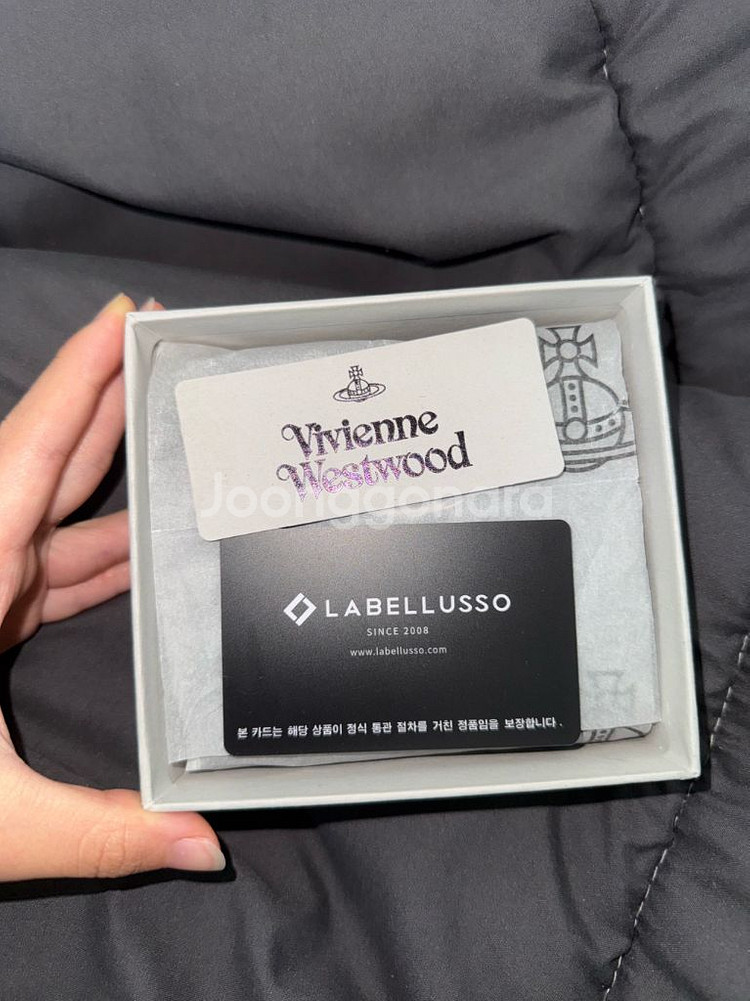 Vivienne
Westwood
Joonggonara
LABELLUSSO
SINCE 2008
www.labellusso.com
본 카드는 해당 상품이 정식 통관 절차를 거친 정품임을 보장합니다.